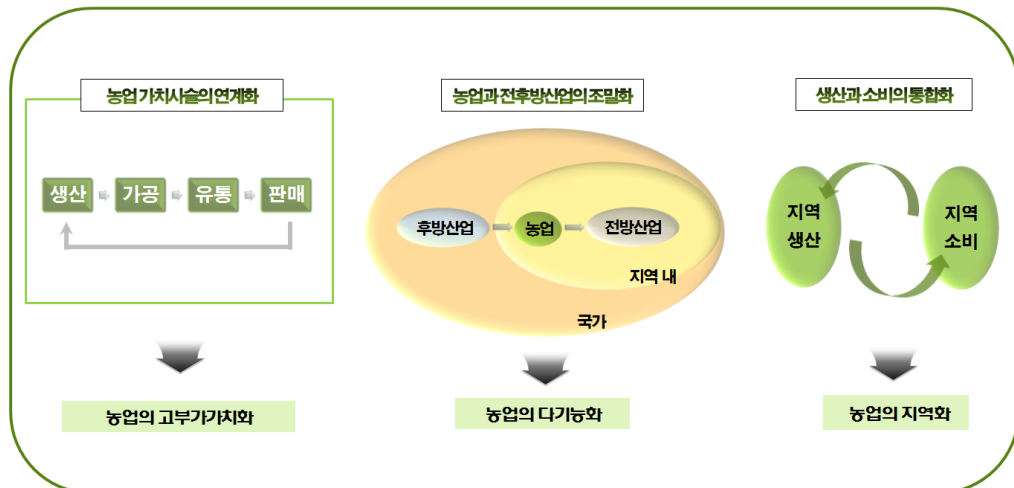 농업 가치사슬의 연계화
생산
가공
유통
판매
농업의 고부가가치화
농업과 전후방산업의 조밀화
후방산업
농업
전방산업
지역 내
국가
농업의 다기능화
생산과 소비의 통합화
지역
생산
지역
소비
농업의 지역화